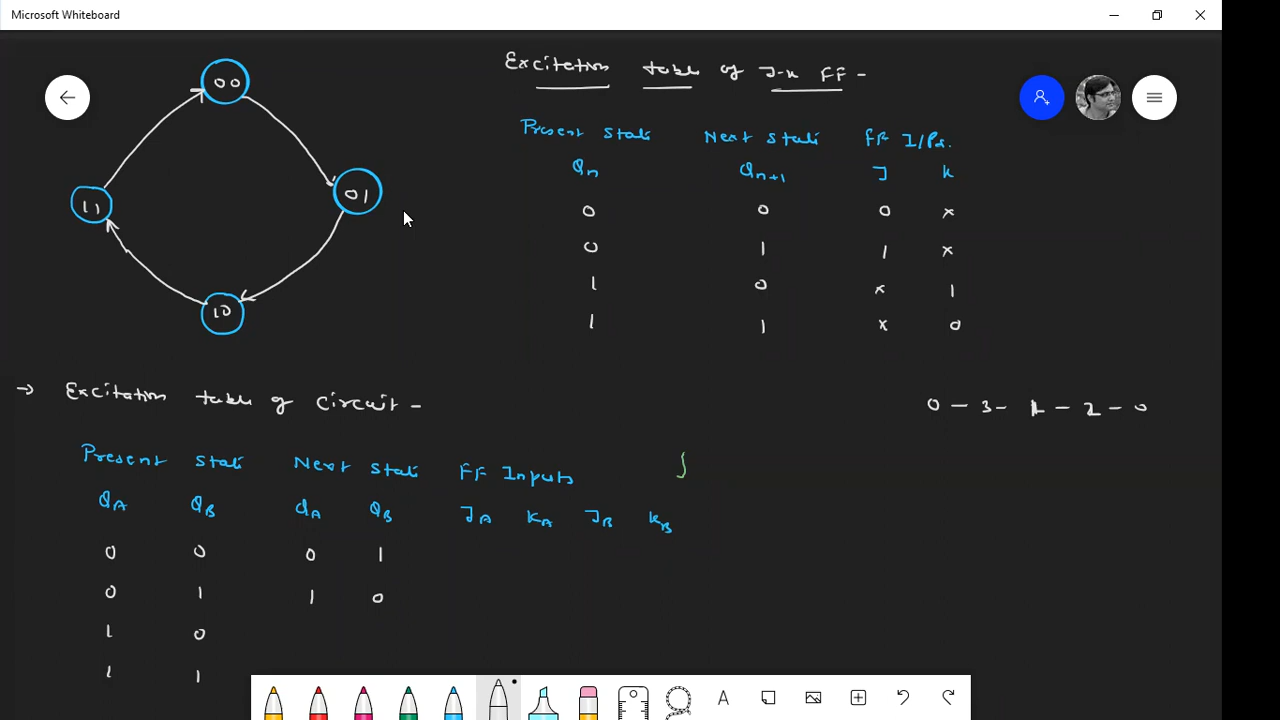 Microsoft Whiteboard
00
01
11
10
Excitation table of J-K FF -
Present State Next State FF I/Ps.
Qn Qn+1 J K
0 0 0 x
0 1 1 x
1 0 x 1
1 1 x 0
→ Excitation table of Circuit -
0 - 3 - 1 - 2 - 0
Present State Next State FF Inputs
QA QB QA QB JA KA JB KB
0 0 0 1
0 1 1 0
1 0
1 1
A